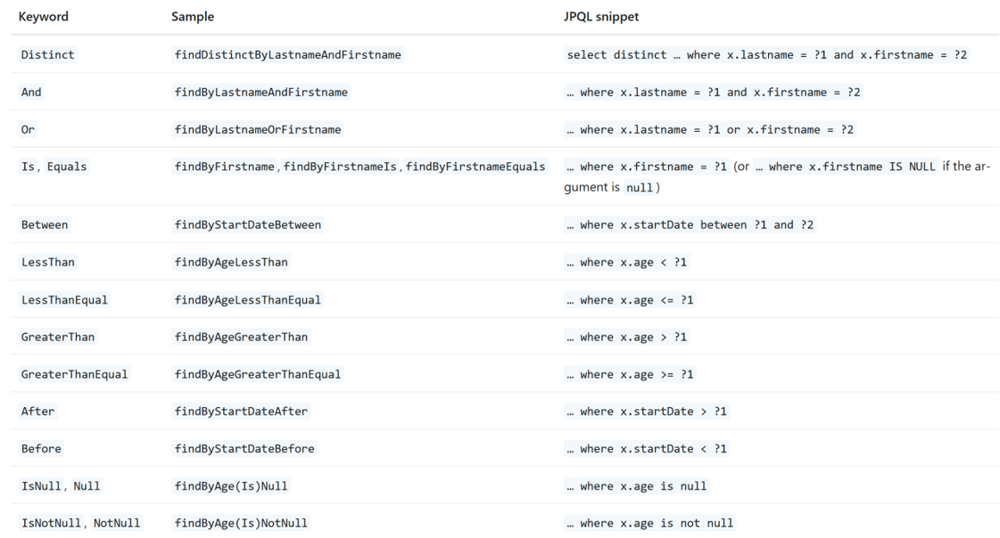 Keyword Sample JPQL snippet
Distinct findDistinctByLastnameAndFirstname select distinct … where x.lastname = ?1 and x.firstname = ?2
And findByLastnameAndFirstname … where x.lastname = ?1 and x.firstname = ?2
Or findByLastnameOrFirstname … where x.lastname = ?1 or x.firstname = ?2
Is, Equals findByFirstname,findByFirstnameIs,findByFirstnameEquals … where x.firstname = ?1 (or … where x.firstname IS NULL if the ar-
gument is null)
Between findByStartDateBetween … where x.startDate between ?1 and ?2
LessThan findByAgeLessThan … where x.age < ?1
LessThanEqual findByAgeLessThanEqual … where x.age <= ?1
GreaterThan findByAgeGreaterThan … where x.age > ?1
GreaterThanEqual findByAgeGreaterThanEqual … where x.age >= ?1
After findByStartDateAfter … where x.startDate > ?1
Before findByStartDateBefore … where x.startDate < ?1
IsNull, Null findByAge(Is)Null … where x.age is null
IsNotNull, NotNull findByAge(Is)NotNull … where x.age is not null